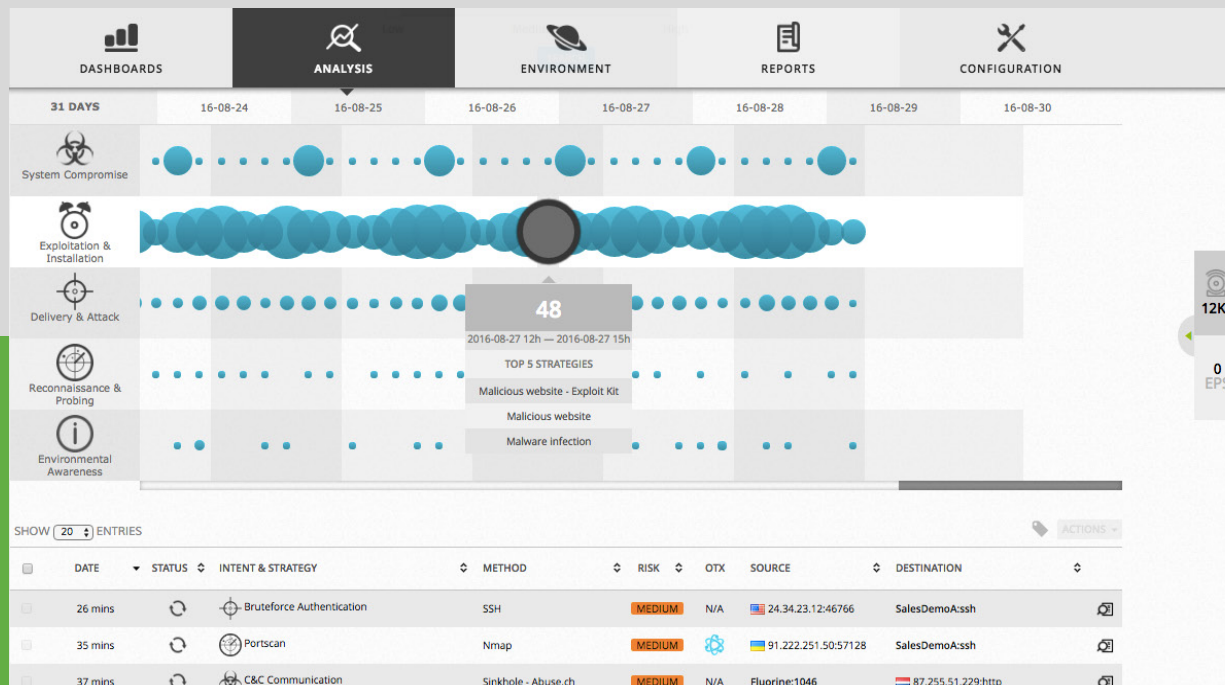 DASHBOARDS
ANALYSIS
ENVIRONMENT
REPORTS
CONFIGURATION
31 DAYS
16-08-24
16-08-25
16-08-26
16-08-27
16-08-28
16-08-29
16-08-30
System Compromise
Exploitation &
Installation
Delivery & Attack
Reconnaissance &
Probing
Environmental
Awareness
48
2016-08-27 12h — 2016-08-27 15h
TOP 5 STRATEGIES
Malicious website - Exploit Kit
Malicious website
Malware infection
12K
0
EPS
SHOW 20 ENTRIES
ACTIONS
DATE STATUS INTENT & STRATEGY METHOD RISK OTX SOURCE DESTINATION
26 mins Bruteforce Authentication SSH MEDIUM N/A 24.34.23.12:46766 SalesDemoA:ssh
35 mins Portscan Nmap MEDIUM 91.222.251.50:57128 SalesDemoA:ssh
37 mins C&C Communication Sinkhole - Abuse.ch MEDIUM N/A Fluorine:1046 87.255.51.229:http